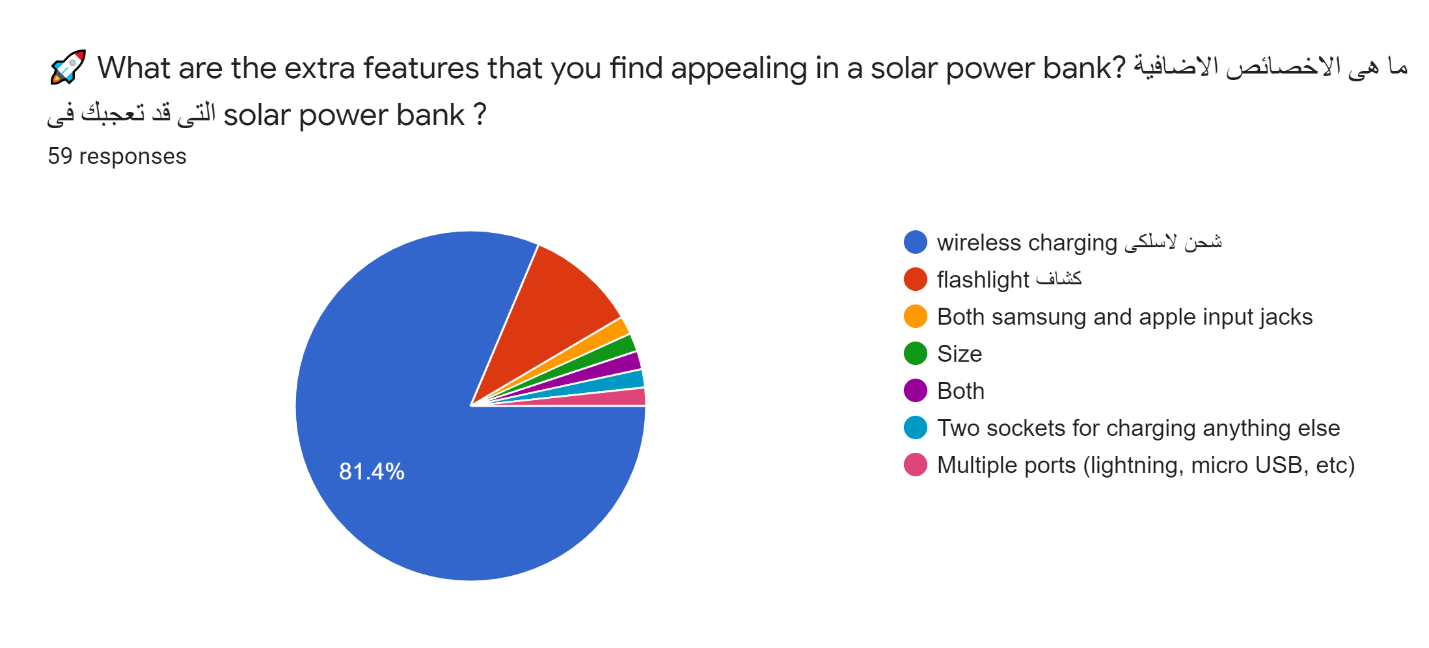 🚀 What are the extra features that you find appealing in a solar power bank? ما هى الاخصائص الاضافية
التى قد تعجبك فى solar power bank ?
59 responses
wireless charging شحن لاسلكى
flashlight كشاف
Both samsung and apple input jacks
Size
Both
Two sockets for charging anything else
Multiple ports (lightning, micro USB, etc)
81.4%